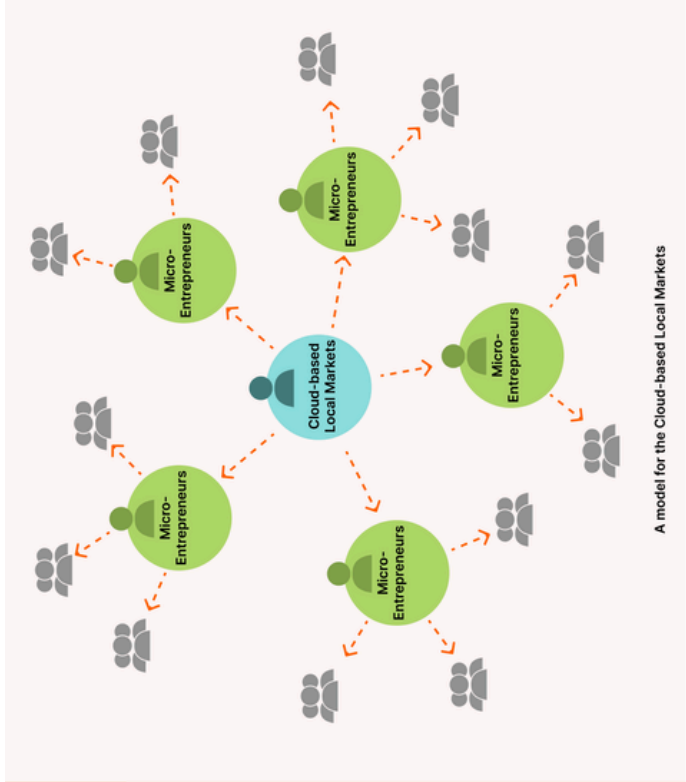 Micro-
Entrepreneurs
Micro-
Entrepreneurs
Cloud-based
Local Markets
Micro-
Entrepreneurs
Micro-
Entrepreneurs
Micro-
Entrepreneurs
A model for the Cloud-based Local Markets